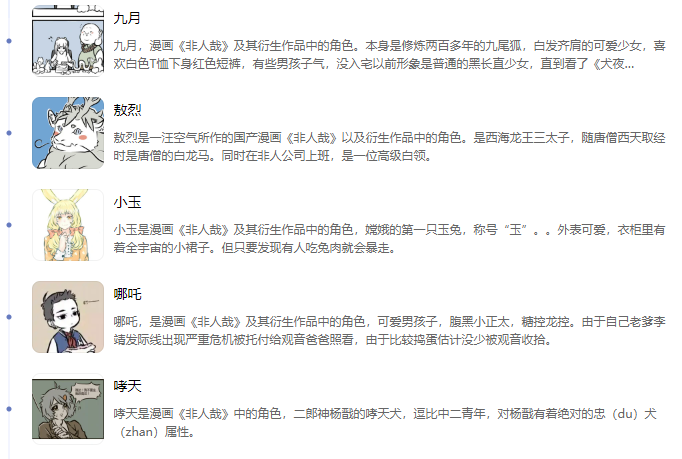 九月
九月，漫画《非人哉》及其衍生作品中的角色。本身是修炼两百多年的九尾狐，白发齐肩的可爱少女，喜
欢白色T恤下身红色短裤，有些男孩子气，没入宅以前形象是普通的黑长直少女，直到看了《犬夜...
敖烈
敖烈是一汪空气所作的国产漫画《非人哉》以及衍生作品中的角色。是西海龙王三太子，随唐僧西天取经
时是唐僧的白龙马。同时在非人公司上班，是一位高级白领。
小玉
小玉是漫画《非人哉》及其衍生作品中的角色，嫦娥的第一只玉兔，称号“玉”。。外表可爱，衣柜里有
着全宇宙的小裙子。但只要发现有人吃兔肉就会暴走。
哪吒
哪吒，是漫画《非人哉》及其衍生作品中的角色，可爱男孩子，腹黑小正太，糖控龙控。由于自己老爹李
靖发际线出现严重危机被托付给观音爸爸照看，由于比较捣蛋估计没少被观音收拾。
哮天
哮天是漫画《非人哉》中的角色，二郎神杨戬的哮天犬，逗比中二青年，对杨戬有着绝对的忠（du）犬
（zhan）属性。